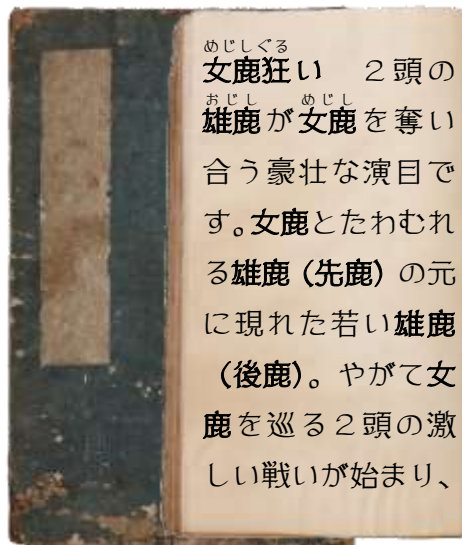 めじしぐる
女鹿狂い　２頭の
おじし　めじし
雄鹿が女鹿を奪い
合う豪壮な演目で
す。女鹿とたわむれ
る雄鹿（先鹿）の元
に現れた若い雄鹿
（後鹿）。やがて女
鹿を巡る２頭の激
しい戦いが始まり、